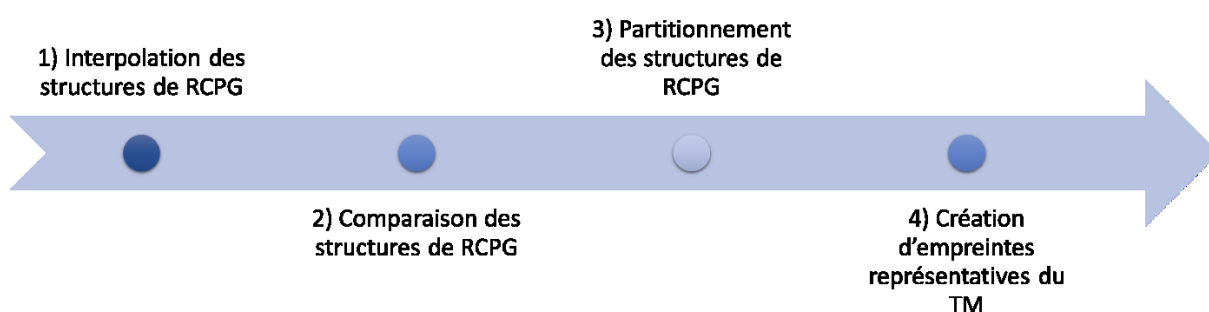 1) Interpolation des
structures de RCPG
2) Comparaison des
structures de RCPG
3) Partitionnement
des structures de
RCPG
4) Création
d'empreintes
représentatives du
TM